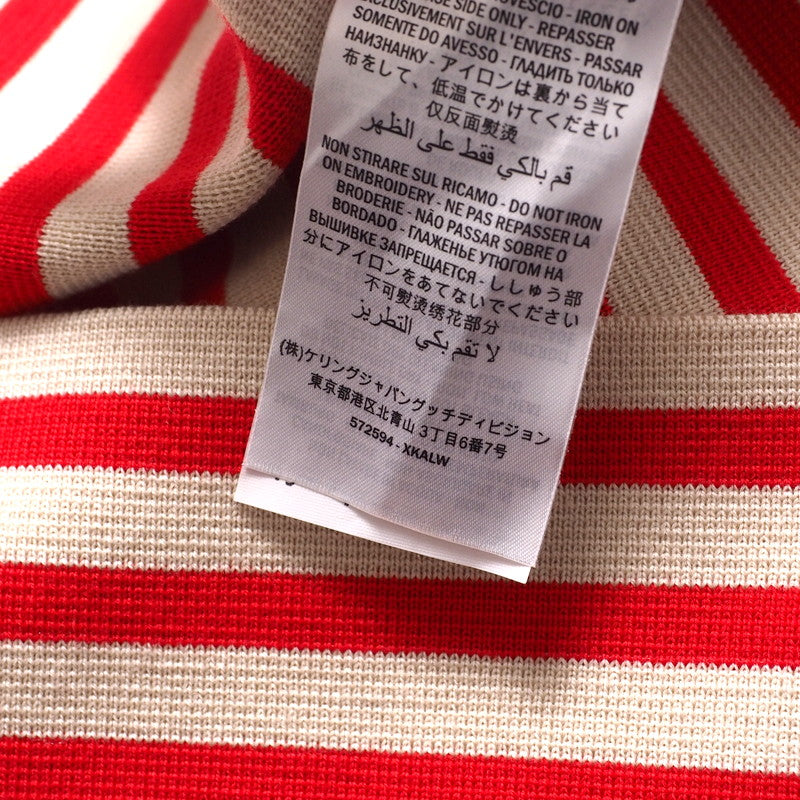 SIDE ONLY - REPASSER
ROVESCIO - IRON ON
EXCLUSIVEMENT SUR L'ENVERS - PASSAR
SOMENTE DO AVESSO - ГЛАДИТЬ ТОЛЬКО
НАИЗНАНКУ - アイロンは裏から当て
布をして、低温でかけてください
仅反面熨烫
قم بالكي فقط على الظهر
NON STIRARE SUL RICAMO - DO NOT IRON
ON EMBROIDERY - NE PAS REPASSER LA
BRODERIE - NÃO PASSAR SOBRE O
BORDADO - ГЛАЖЕНЬЕ УТЮГОМ НА
ВЫШИВКЕ ЗАПРЕЩАЕТСЯ - ししゅう部
分にアイロンをあてないでください
不可熨烫绣花部分
لا تقم بكي التطريز
(株)ケリングジャパングッチディビジョン
東京都港区北青山 3丁目6番7号
572594 - XKALW